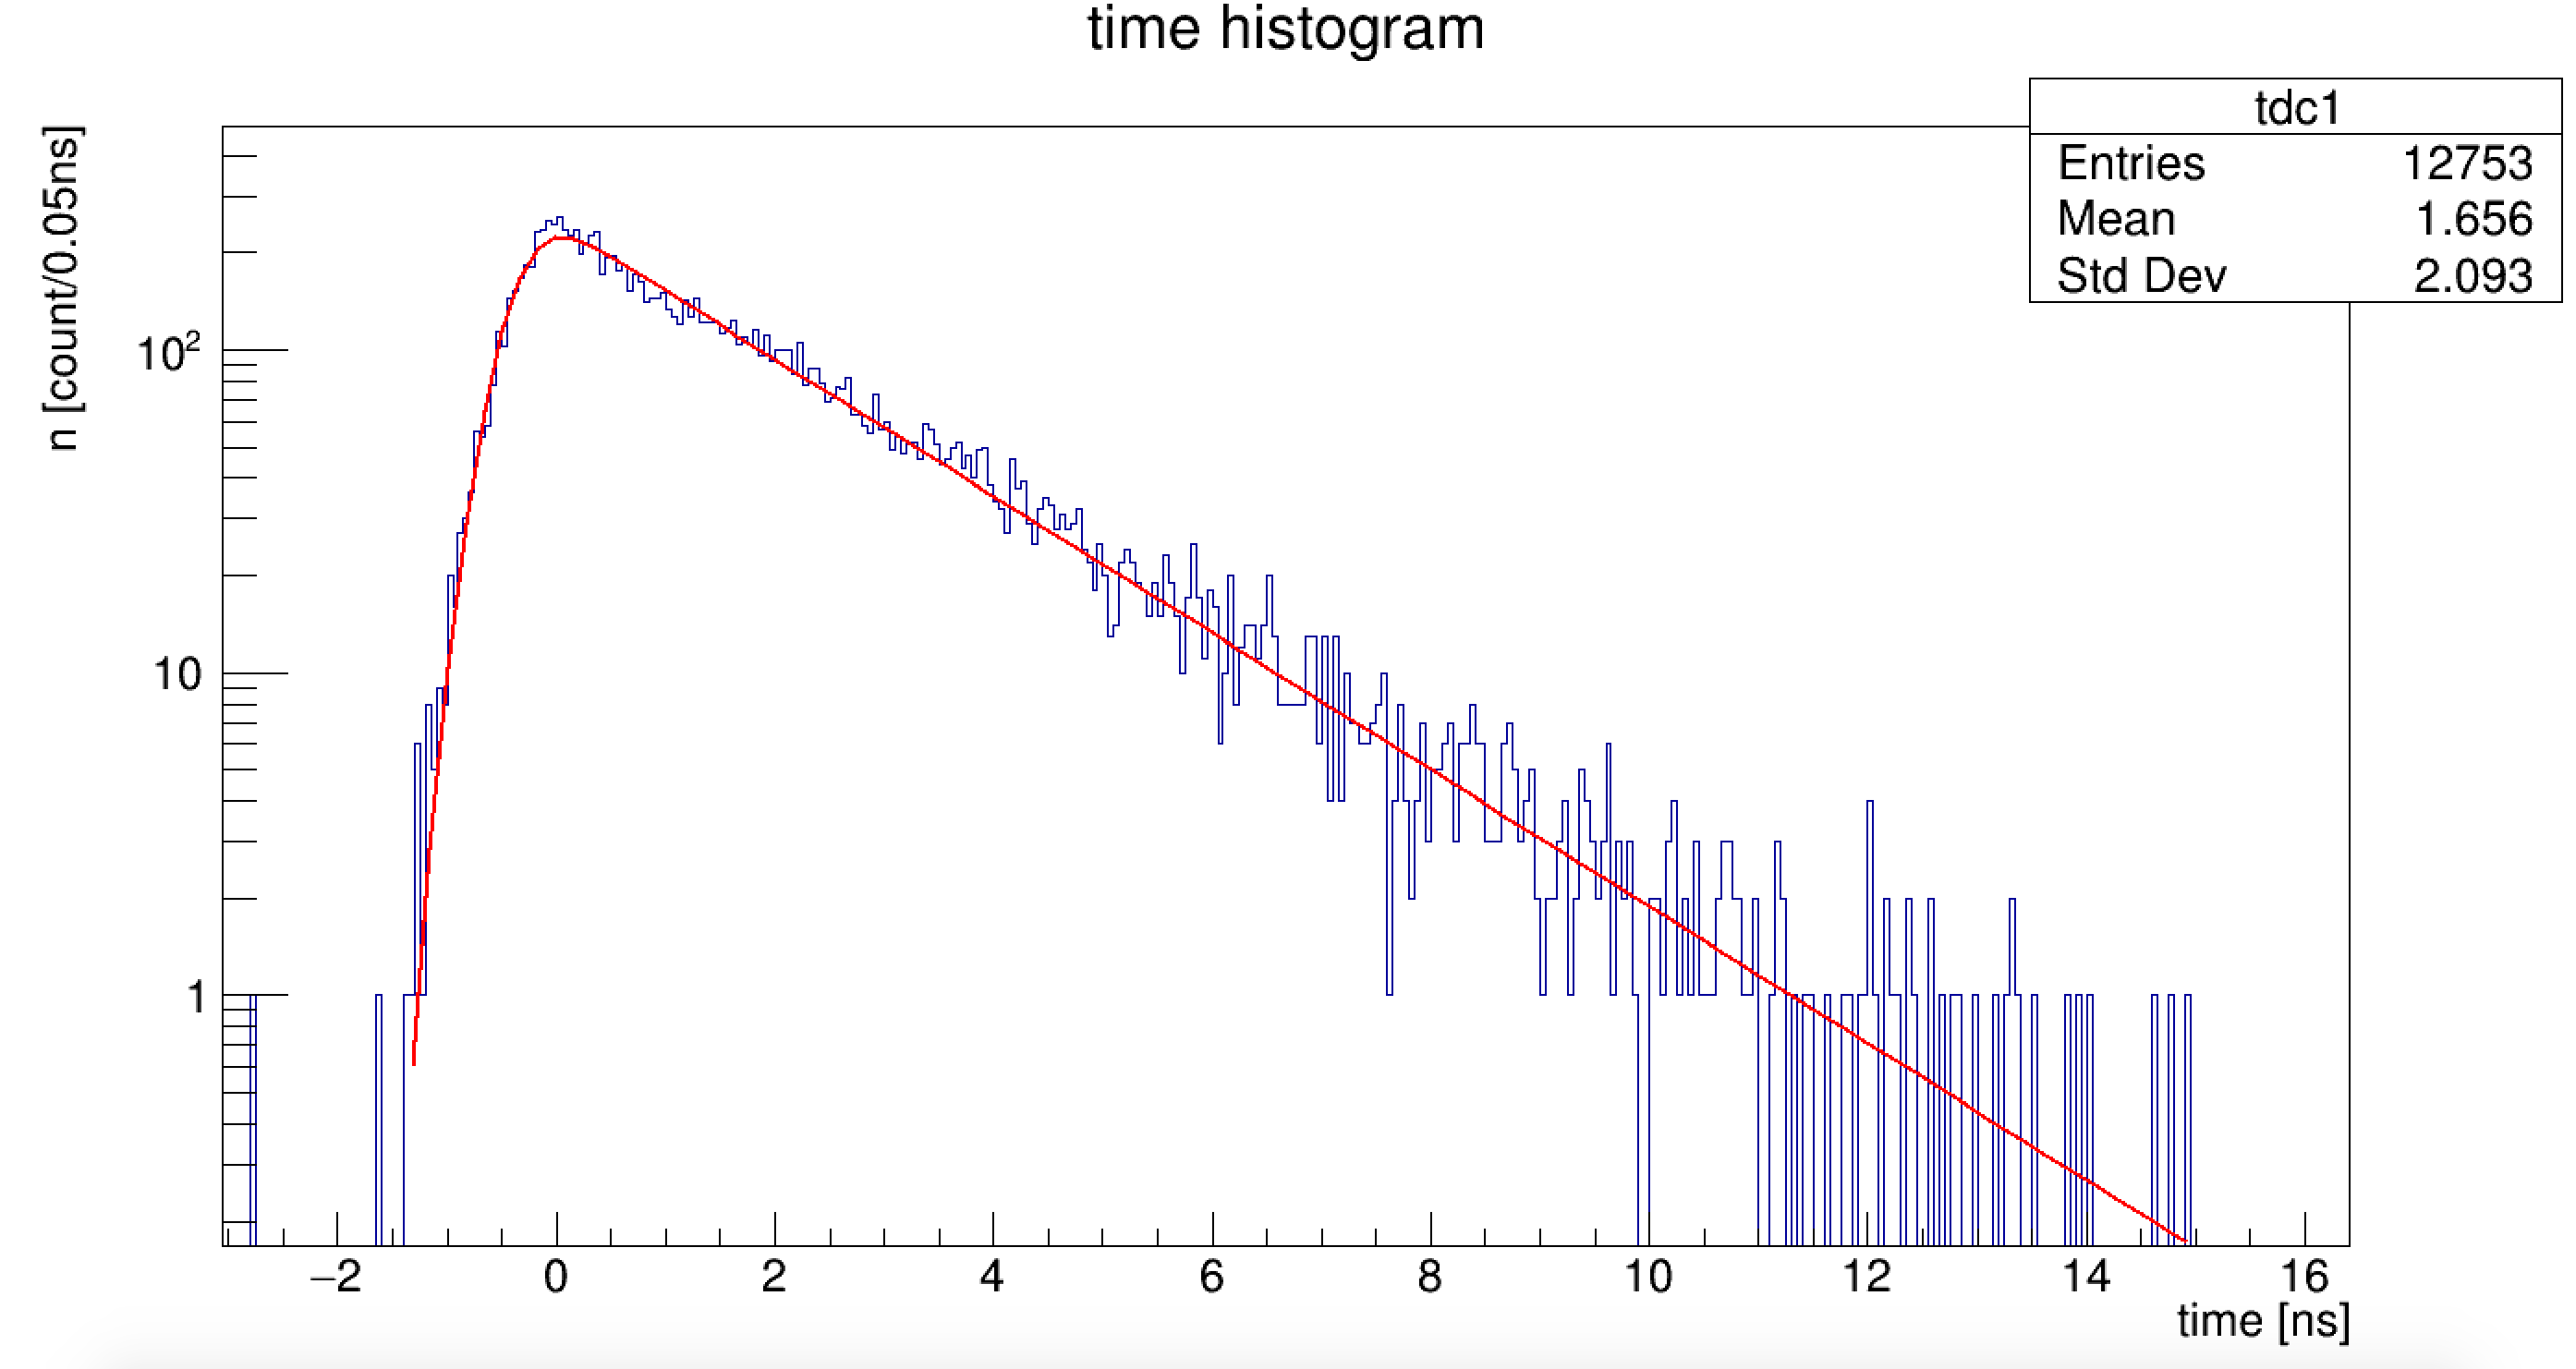 time histogram
tdc1
Entries 12753
Mean 1.656
Std Dev 2.093
n [count/0.05ns]
10²
10
1
−2 0 2 4 6 8 10 12 14 16
time [ns]